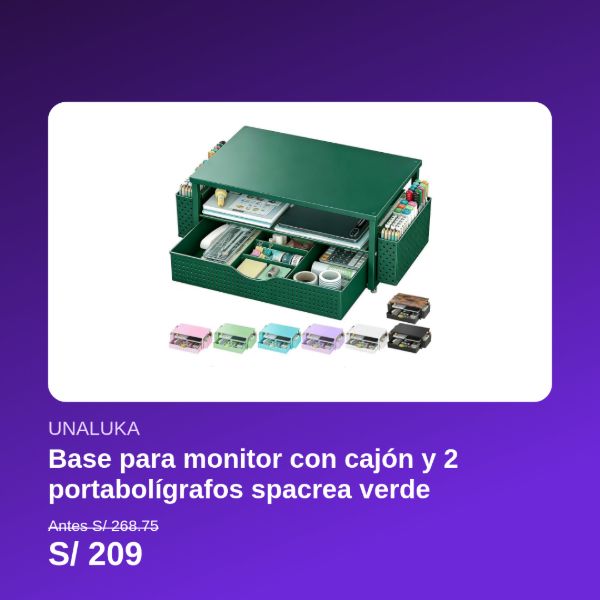 UNALUKA
Base para monitor con cajón y 2
portabolígrafos spacrea verde
Antes S/ 268.75
S/ 209